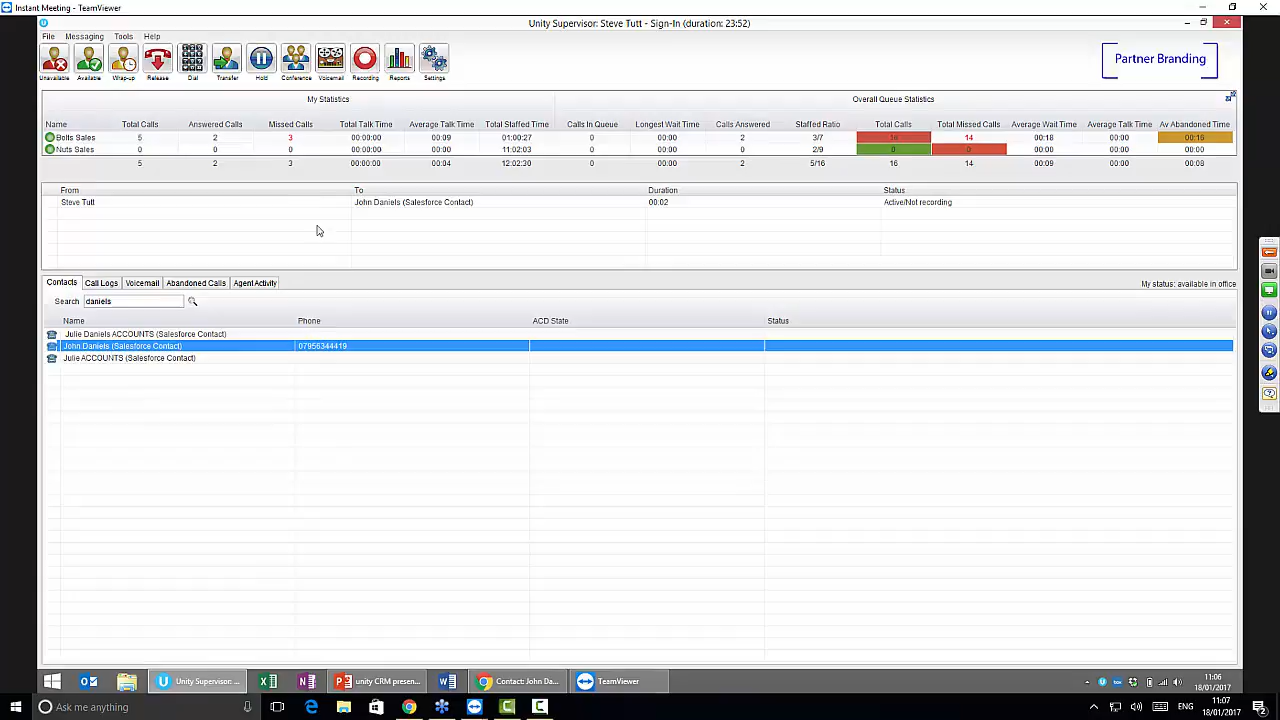 Instant Meeting - TeamViewer
Unity Supervisor: Steve Tutt - Sign-In (duration: 23:52)
File Messaging Tools Help
Unavailable Available Wrap-up Release Dial Transfer Hold Conference Voicemail Recording Reports Settings
Partner Branding
My Statistics Overall Queue Statistics
Name Total Calls Answered Calls Missed Calls Total Talk Time Average Talk Time Total Staffed Time Calls In Queue Longest Wait Time Calls Answered Staffed Ratio Total Calls Total Missed Calls Average Wait Time Average Talk Time Av Abandoned Time
Bolts Sales 5 2 3 00:00:00 00:09 01:00:27 0 00:00 2 3/7 16 14 00:18 00:00 00:16
Nuts Sales 0 0 0 00:00:00 00:00 11:02:03 0 00:00 0 2/9 0 0 00:00 00:00 00:00
5 2 3 00:00:00 00:04 12:02:30 0 00:00 2 5/16 16 14 00:09 00:00 00:08
From To Duration Status
Steve Tutt John Daniels (Salesforce Contact) 00:02 Active/Not recording
Contacts Call Logs Voicemail Abandoned Calls Agent Activity My status: available in office
Search daniels
Name Phone ACD State Status
Julie Daniels ACCOUNTS (Salesforce Contact)
John Daniels (Salesforce Contact) 07956344419
Julie ACCOUNTS (Salesforce Contact)
Unity Supervisor: ... unity CRM presen... Contact: John Da... TeamViewer 11:06
18/01/2017
Ask me anything ENG 11:07
18/01/2017